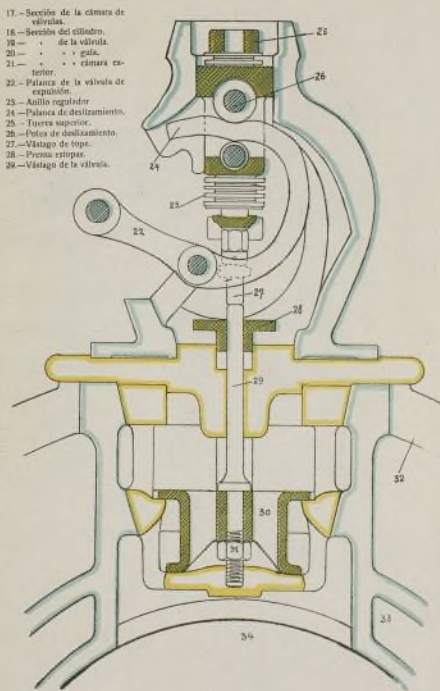 17.—Sección de la cámara de
válvulas.
18.—Sección del cilindro.
19.— · de la válvula.
20.— · · · guía.
21.— · · · cámara ex-
terior.
22.—Palanca de la válvula de
expulsión.
23.—Anillo regulador
24.—Palanca de deslizamiento.
25.—Tuerca superior.
26.—Polea de deslizamiento.
27.—Vástago de tope.
28.—Prensa estopas.
29.—Vástago de la válvula.
25
26
24
23
22
27
28
29
32
30
31
33
34